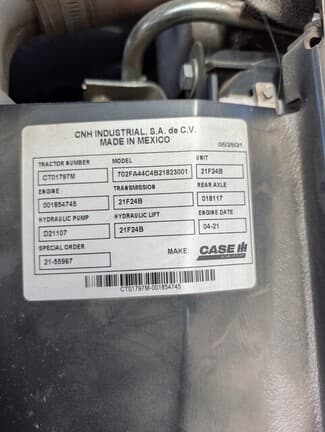 CNH INDUSTRIAL, S.A. de C.V.
MADE IN MEXICO
06/28/21
TRACTOR NUMBER MODEL UNIT
CT01797M 702FA44C4B21823001 21F24B
ENGINE TRANSMISSION REAR AXLE
001854745 21F24B 018117
HYDRAULIC PUMP HYDRAULIC LIFT ENGINE DATE
D21107 21F24B 04-21
SPECIAL ORDER
21-55967 MAKE: CASE IH
CT01797M-001854745